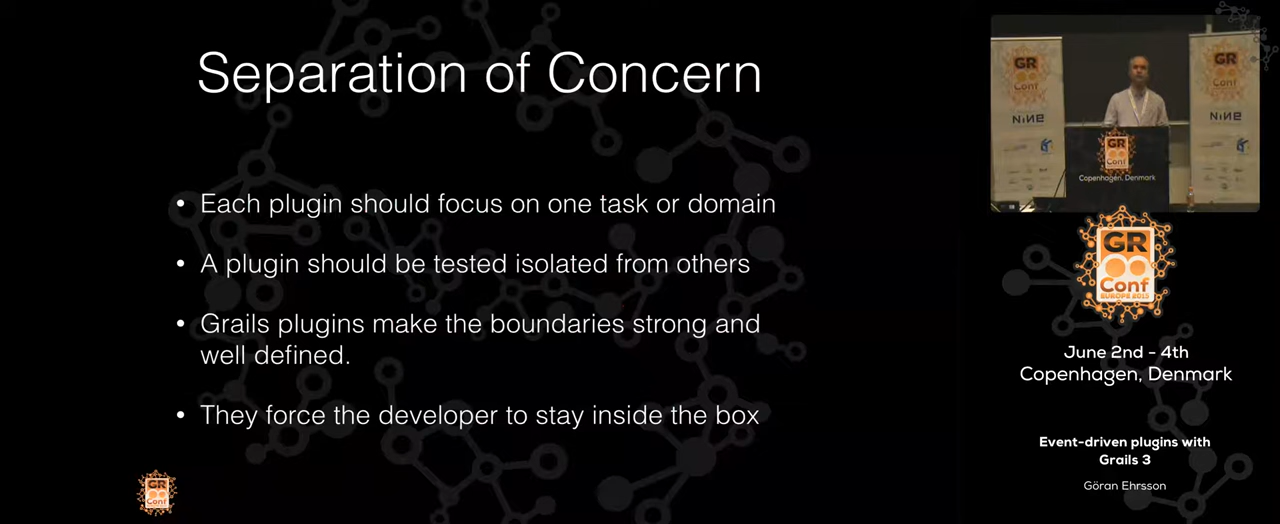 Separation of Concern
• Each plugin should focus on one task or domain
• A plugin should be tested isolated from others
• Grails plugins make the boundaries strong and
well defined.
• They force the developer to stay inside the box
GR
Conf
GR
Conf
NINE
GR
Conf
NINE
GR
Conf
Copenhagen, Denmark
GR
Conf
EUROPE 2015
June 2nd - 4th
Copenhagen, Denmark
Event-driven plugins with
Grails 3
Göran Ehrsson